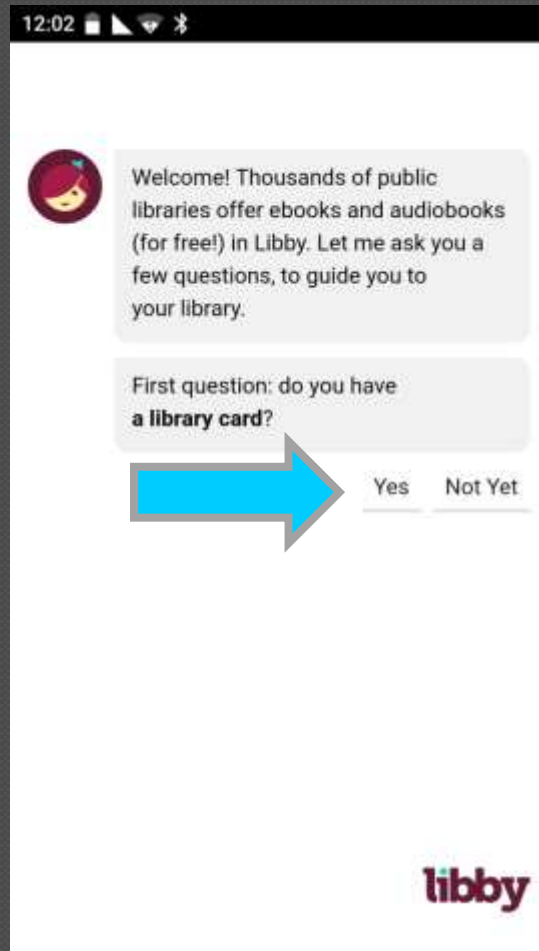 12:02
Welcome! Thousands of public
libraries offer ebooks and audiobooks
(for free!) in Libby. Let me ask you a
few questions, to guide you to
your library.
First question: do you have
a library card?
Yes Not Yet
libby